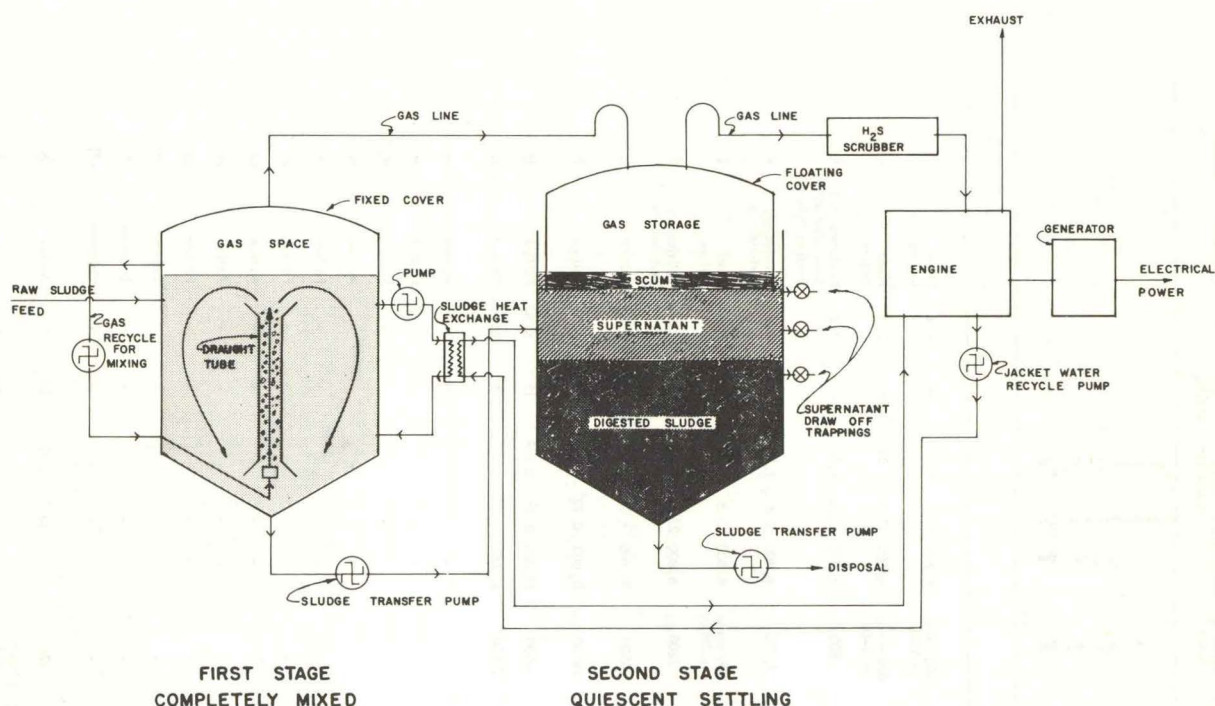 EXHAUST
GAS LINE
GAS LINE
H2S
SCRUBBER
FLOATING
COVER
FIXED COVER
GAS SPACE
GAS STORAGE
GENERATOR
PUMP
ENGINE
ELECTRICAL
POWER
RAW SLUDGE
FEED
SLUDGE HEAT
EXCHANGE
SCUM
GAS
RECYCLE
FOR
MIXING
DRAUGHT
TUBE
SUPERNATANT
JACKET WATER
RECYCLE PUMP
SUPERNATANT
DRAW OFF
TRAPPINGS
DIGESTED SLUDGE
SLUDGE TRANSFER PUMP
DISPOSAL
SLUDGE TRANSFER PUMP
FIRST STAGE
COMPLETELY MIXED
SECOND STAGE
QUIESCENT SETTLING